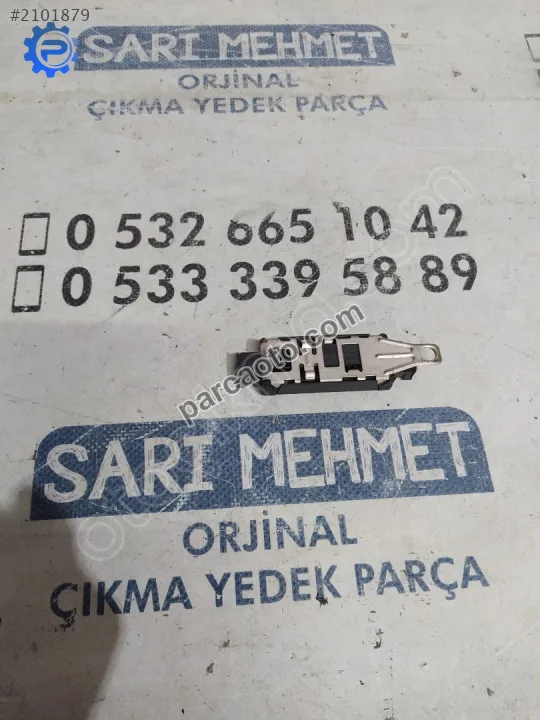 #2101879
SARI MEHMET
ORJİNAL
ÇIKMA YEDEK PARÇA
0 532 665 10 42
0 533 339 58 89
parcaoto.com
SARI MEHMET
ORJİNAL
ÇIKMA YEDEK PARÇA